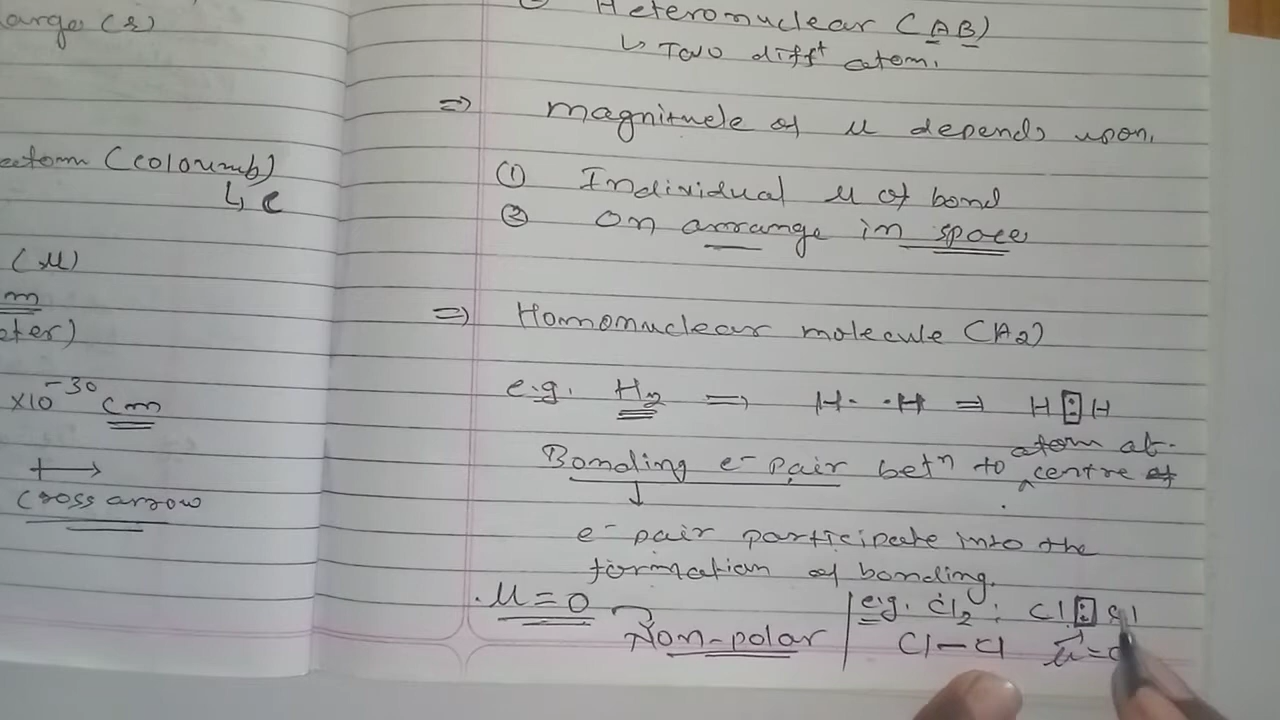 arge (s)
atom (coloumb)
↳ C
(μ)
m
eter)
×10⁻³⁰ cm
Cross arrow
Heteronuclear (AB)
↳ Two diffᵗ atom.
⇒ magnitude of μ depends upon.
① Individual μ of bond
② on arrange in space
⇒ Homonuclear molecule (A2)
e.g. H2 ⇒ H· ·H ⇒ H : H
Bonding e⁻ pair betⁿ to atom at centre of
↓
e⁻ pair participate into the
formation of bonding.
μ = 0
Non-polar
e.g. Cl2 : Cl : Cl
Cl – Cl μ⃗ = 0